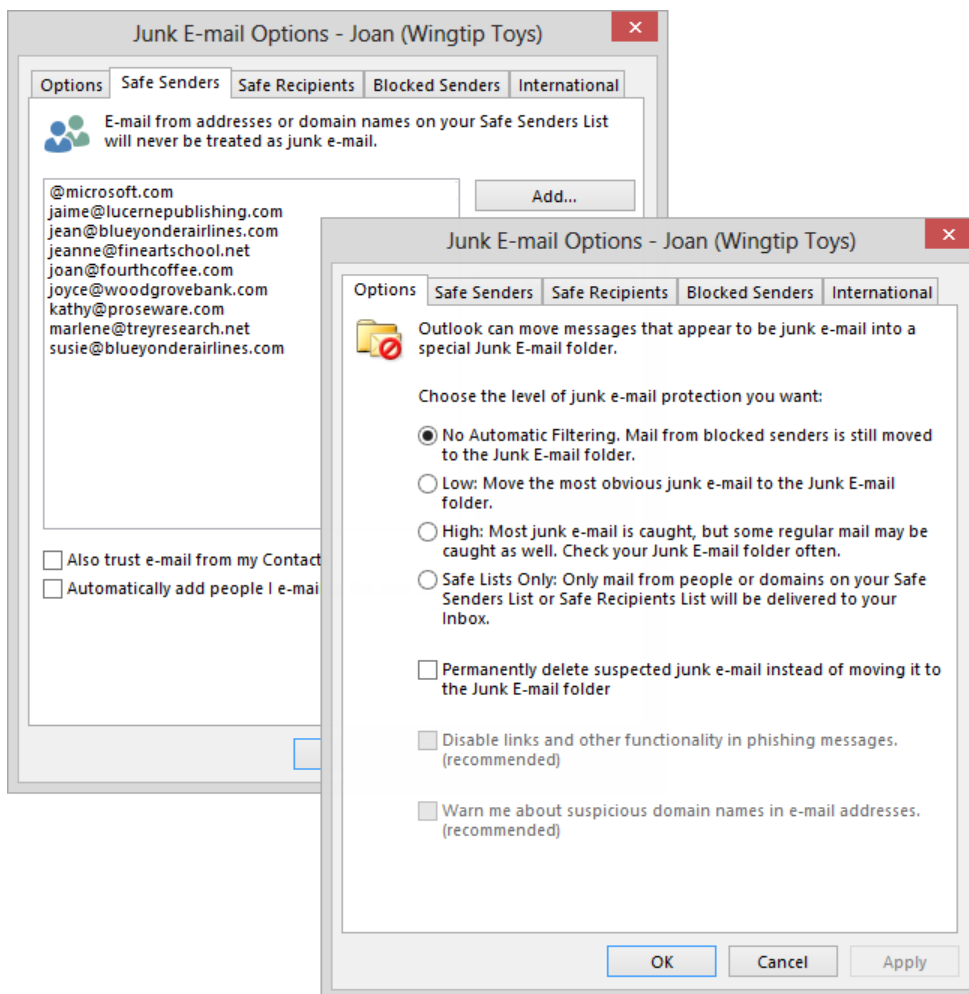 Junk E-mail Options - Joan (Wingtip Toys)
Options
Safe Senders
Safe Recipients
Blocked Senders
International
E-mail from addresses or domain names on your Safe Senders List
will never be treated as junk e-mail.
@microsoft.com
jaime@lucernepublishing.com
jean@blueyonderairlines.com
jeanne@fineartschool.net
joan@fourthcoffee.com
joyce@woodgrovebank.com
kathy@proseware.com
marlene@treyresearch.net
susie@blueyonderairlines.com
Add...
Also trust e-mail from my Contact
Automatically add people I e-mai
Junk E-mail Options - Joan (Wingtip Toys)
Options
Safe Senders
Safe Recipients
Blocked Senders
International
Outlook can move messages that appear to be junk e-mail into a
special Junk E-mail folder.
Choose the level of junk e-mail protection you want:
No Automatic Filtering. Mail from blocked senders is still moved
to the Junk E-mail folder.
Low: Move the most obvious junk e-mail to the Junk E-mail
folder.
High: Most junk e-mail is caught, but some regular mail may be
caught as well. Check your Junk E-mail folder often.
Safe Lists Only: Only mail from people or domains on your Safe
Senders List or Safe Recipients List will be delivered to your
Inbox.
Permanently delete suspected junk e-mail instead of moving it to
the Junk E-mail folder
Disable links and other functionality in phishing messages.
(recommended)
Warn me about suspicious domain names in e-mail addresses.
(recommended)
OK
Cancel
Apply